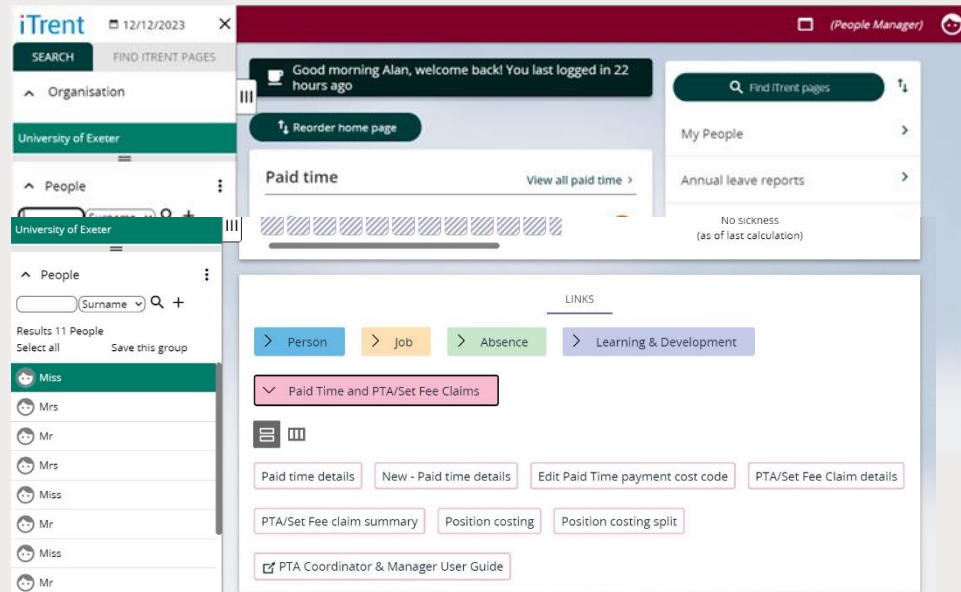 iTrent
12/12/2023
SEARCH
FIND ITRENT PAGES
Organisation
University of Exeter
People
Surname
(People Manager)
Good morning Alan, welcome back! You last logged in 22
hours ago
Reorder home page
Paid time
View all paid time
Find iTrent pages
My People
Annual leave reports
University of Exeter
People
Surname
Results 11 People
Select all Save this group
Miss
Mrs
Mr
Mrs
Miss
Mr
Miss
Mr
No sickness
(as of last calculation)
LINKS
Person
Job
Absence
Learning & Development
Paid Time and PTA/Set Fee Claims
Paid time details
New - Paid time details
Edit Paid Time payment cost code
PTA/Set Fee Claim details
PTA/Set Fee claim summary
Position costing
Position costing split
PTA Coordinator & Manager User Guide